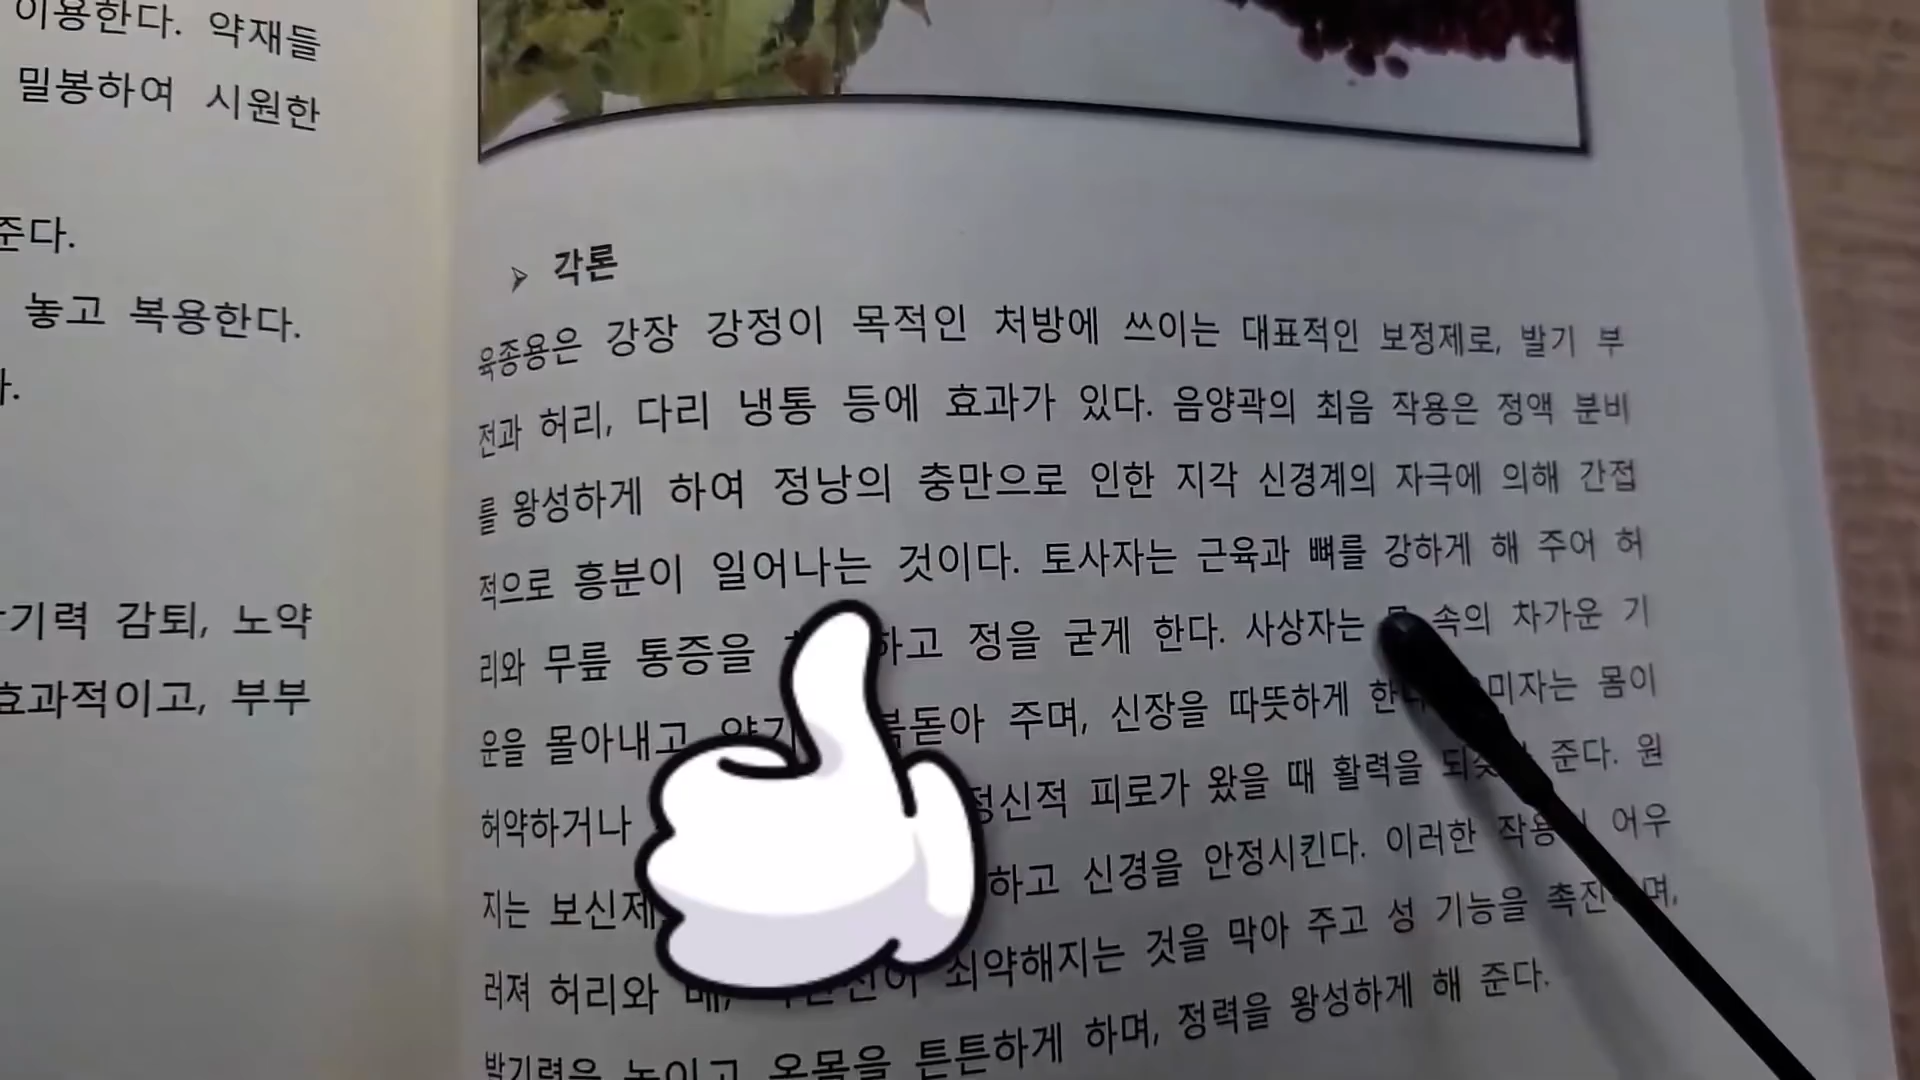 이용한다. 약재들
밀봉하여 시원한
준다.
놓고 복용한다.
기력 감퇴, 노약
효과적이고, 부부
각론
육종용은 강장 강정이 목적인 처방에 쓰이는 대표적인 보정제로, 발기 부
전과 허리, 다리 냉통 등에 효과가 있다. 음양곽의 최음 작용은 정액 분비
를 왕성하게 하여 정낭의 충만으로 인한 지각 신경계의 자극에 의해 간접
적으로 흥분이 일어나는 것이다. 토사자는 근육과 뼈를 강하게 해 주어 허
리와 무릎 통증을 하고 정을 굳게 한다. 사상자는 속의 차가운 기
운을 몰아내고 북돋아 주며, 신장을 따뜻하게 미자는 몸이
허약하거나 정신적 피로가 왔을 때 활력을 준다. 원
지는 보신제 하고 신경을 안정시킨다. 이러한 어우
러져 허리와 쇠약해지는 것을 막아 주고 성 기능을
발기력을 높이고 온몸을 튼튼하게 하며, 정력을 왕성하게 해 준다.